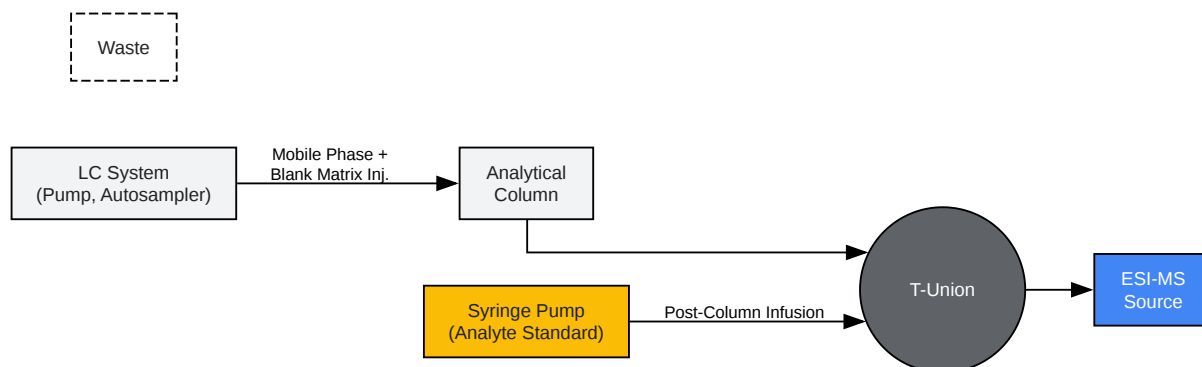 Waste
LC System
(Pump, Autosampler)
Mobile Phase +
Blank Matrix Inj.
Analytical
Column
Syringe Pump
(Analyte Standard)
Post-Column Infusion
T-Union
ESI-MS
Source